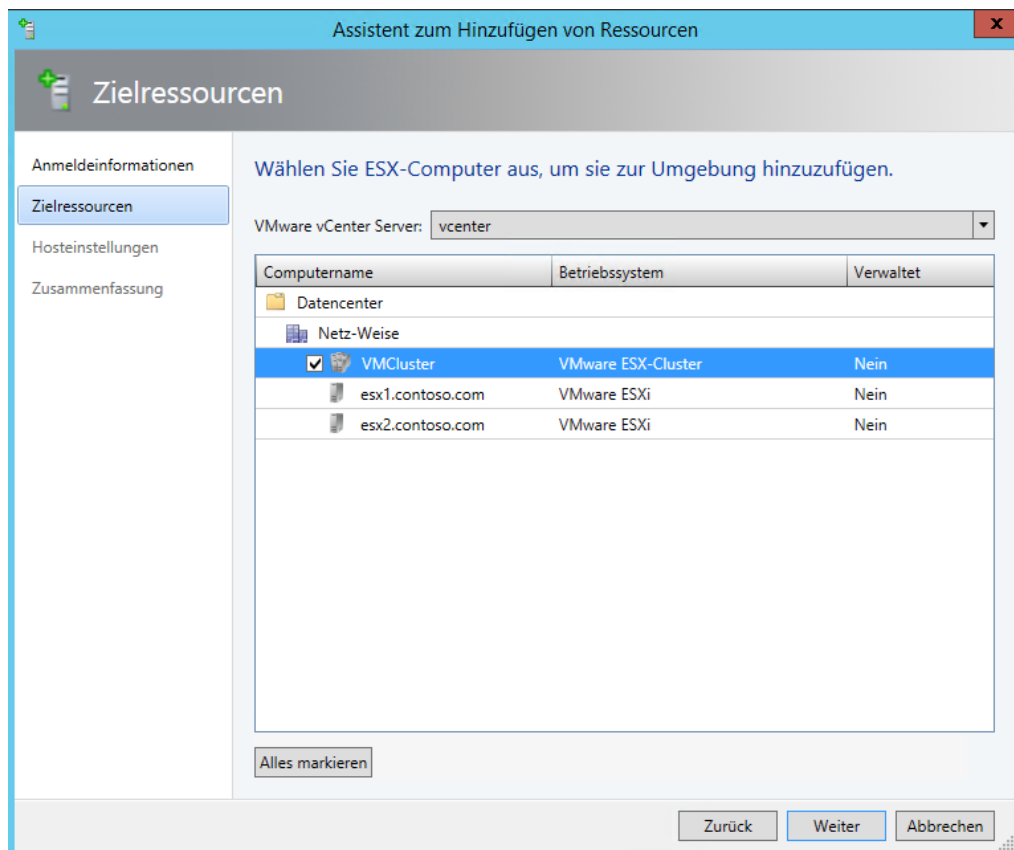 Assistent zum Hinzufügen von Ressourcen
x
Zielressourcen
Anmeldeinformationen
Zielressourcen
Hosteinstellungen
Zusammenfassung
Wählen Sie ESX-Computer aus, um sie zur Umgebung hinzuzufügen.
VMware vCenter Server: vcenter
Computername Betriebssystem Verwaltet
Datencenter
Netz-Weise
VMCluster VMware ESX-Cluster Nein
esx1.contoso.com VMware ESXi Nein
esx2.contoso.com VMware ESXi Nein
Alles markieren
Zurück Weiter Abbrechen